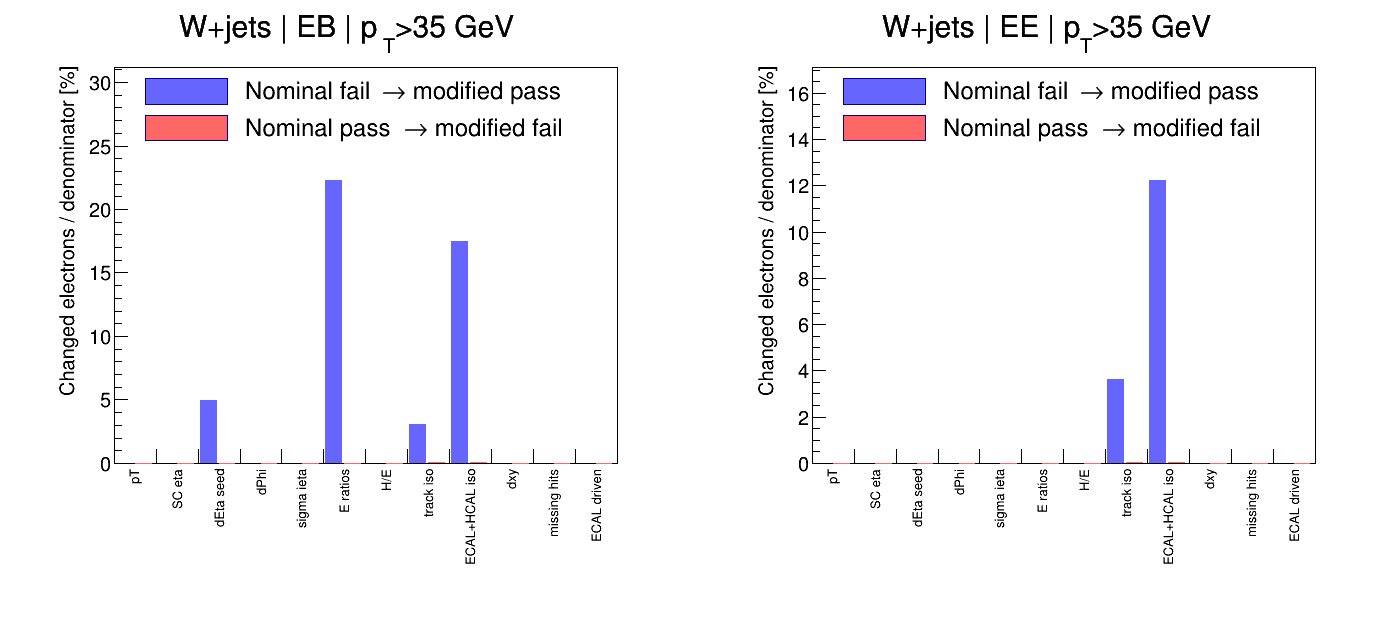 W+jets | EB | p T>35 GeV
Changed electrons / denominator [%]
Nominal fail → modified pass
Nominal pass → modified fail
30
25
20
15
10
5
0
pT
SC eta
dEta seed
dPhi
sigma ieta
E ratios
H/E
track iso
ECAL+HCAL iso
dxy
missing hits
ECAL driven
W+jets | EE | pT>35 GeV
Changed electrons / denominator [%]
Nominal fail → modified pass
Nominal pass → modified fail
16
14
12
10
8
6
4
2
0
pT
SC eta
dEta seed
dPhi
sigma ieta
E ratios
H/E
track iso
ECAL+HCAL iso
dxy
missing hits
ECAL driven